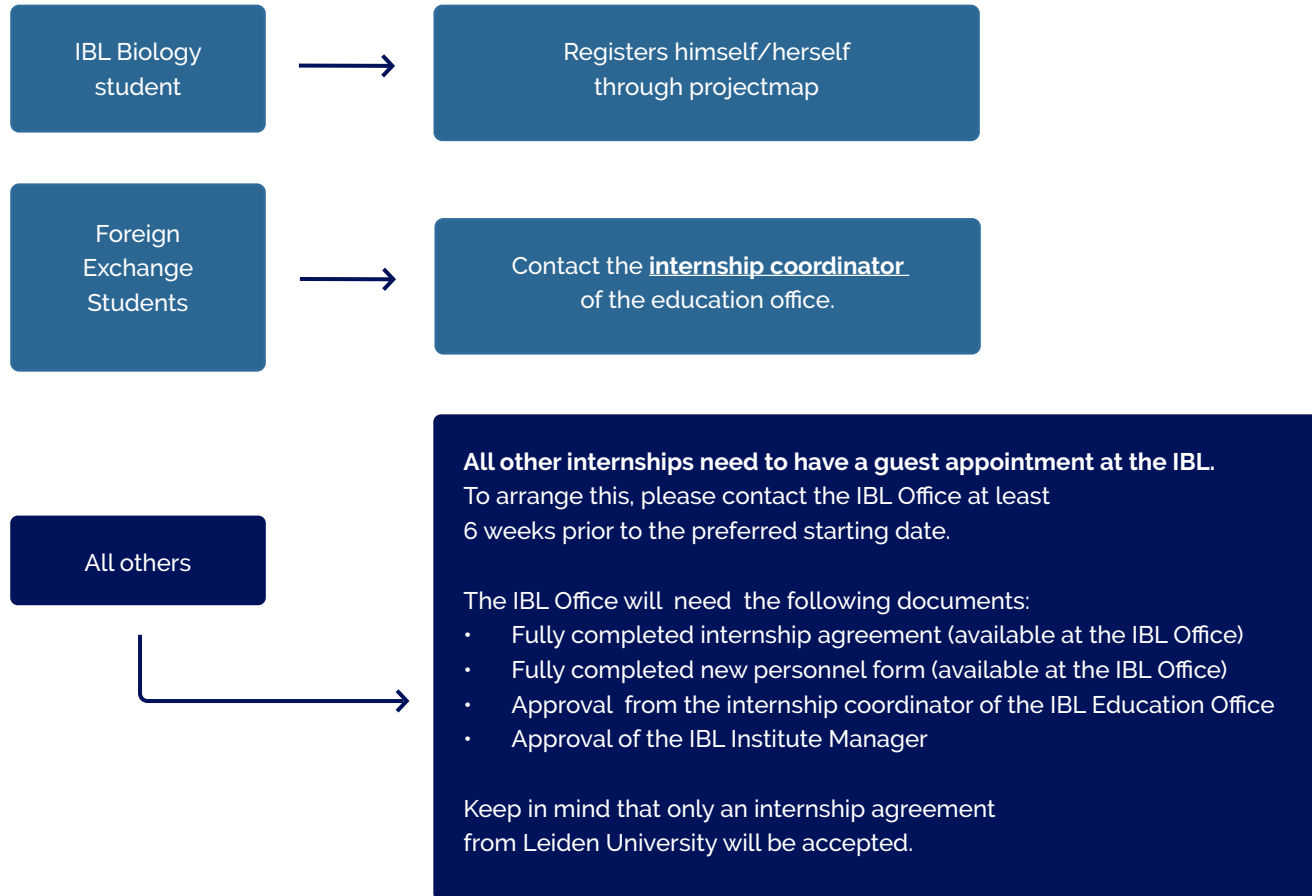 IBL Biology
student
Registers himself/herself
through projectmap
Foreign
Exchange
Students
Contact the internship coordinator
of the education office.
All others
All other internships need to have a guest appointment at the IBL.
To arrange this, please contact the IBL Office at least
6 weeks prior to the preferred starting date.
The IBL Office will need the following documents:
• Fully completed internship agreement (available at the IBL Office)
• Fully completed new personnel form (available at the IBL Office)
• Approval from the internship coordinator of the IBL Education Office
• Approval of the IBL Institute Manager
Keep in mind that only an internship agreement
from Leiden University will be accepted.